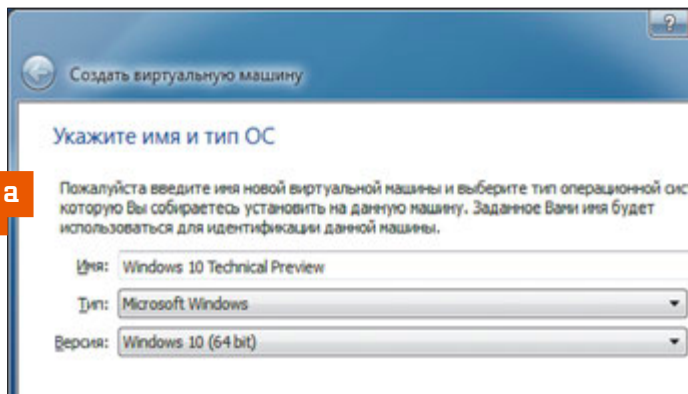 ?
Создать виртуальную машину
Укажите имя и тип ОС
a
Пожалуйста введите имя новой виртуальной машины и выберите тип операционной сис
которую Вы собираетесь установить на данную машину. Заданное Вами имя будет
использоваться для идентификации данной машины.
Имя: Windows 10 Technical Preview
Тип: Microsoft Windows
Версия: Windows 10 (64 bit)